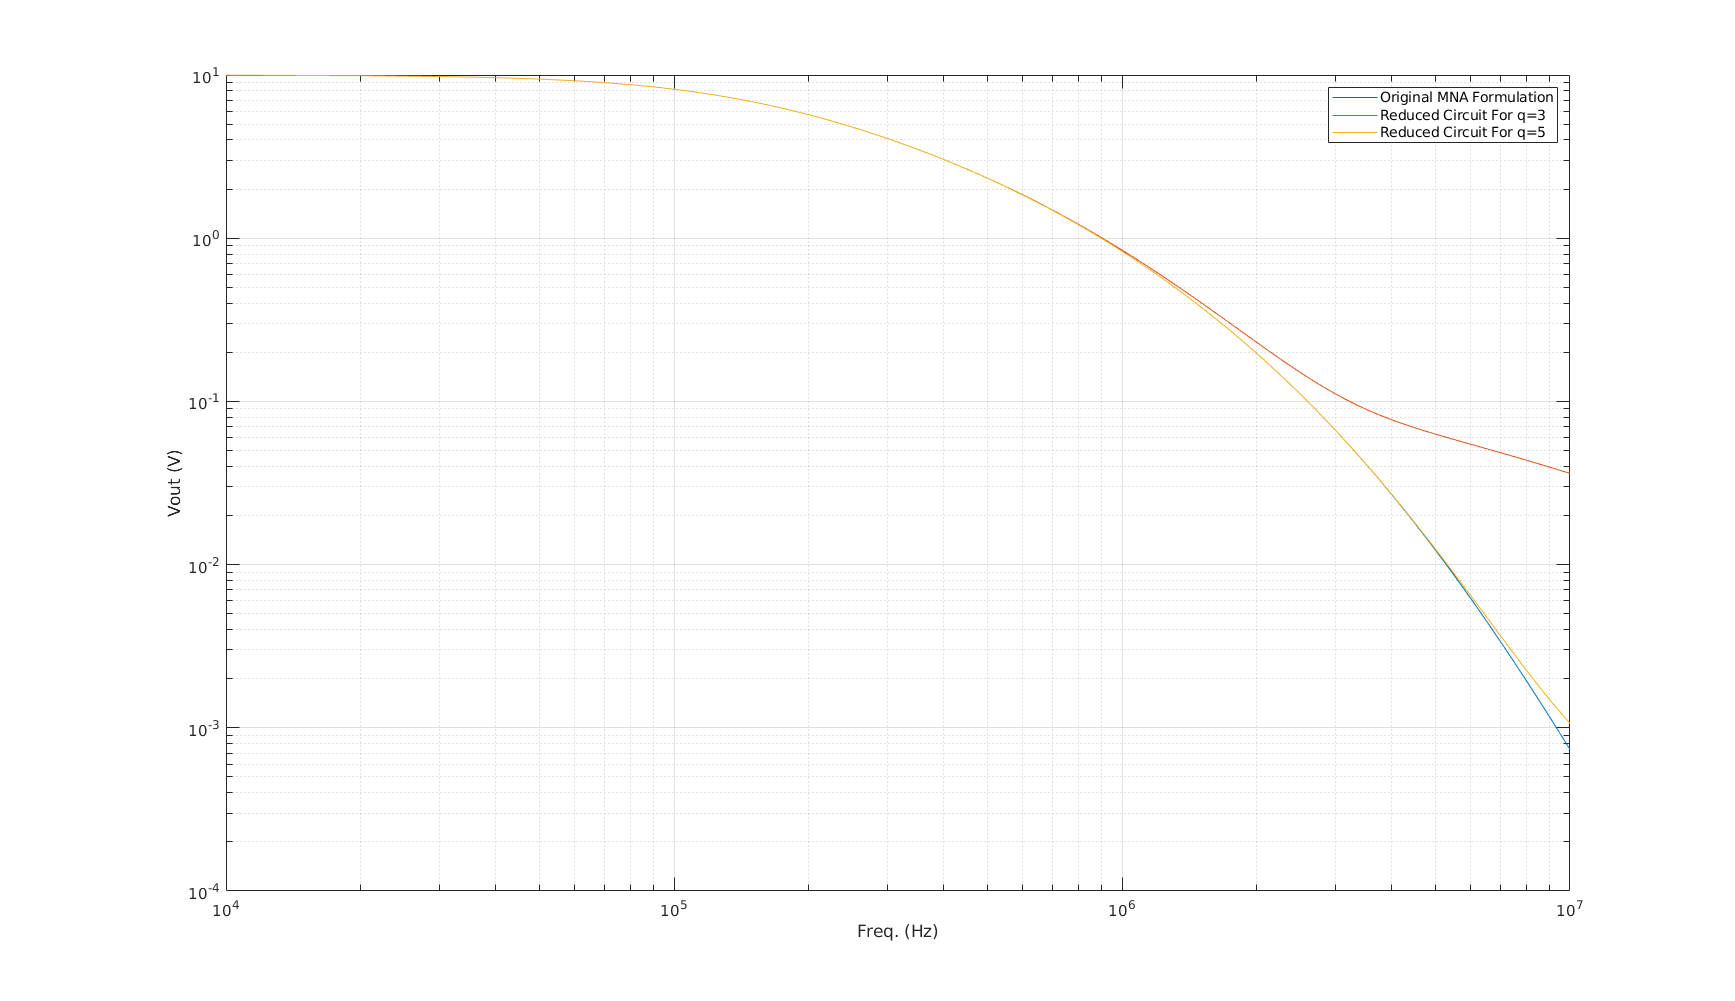 Original MNA Formulation
Reduced Circuit For q=3
Reduced Circuit For q=5
10^1
10^0
10^-1
10^-2
10^-3
10^-4
Vout (V)
10^4
10^5
10^6
10^7
Freq. (Hz)